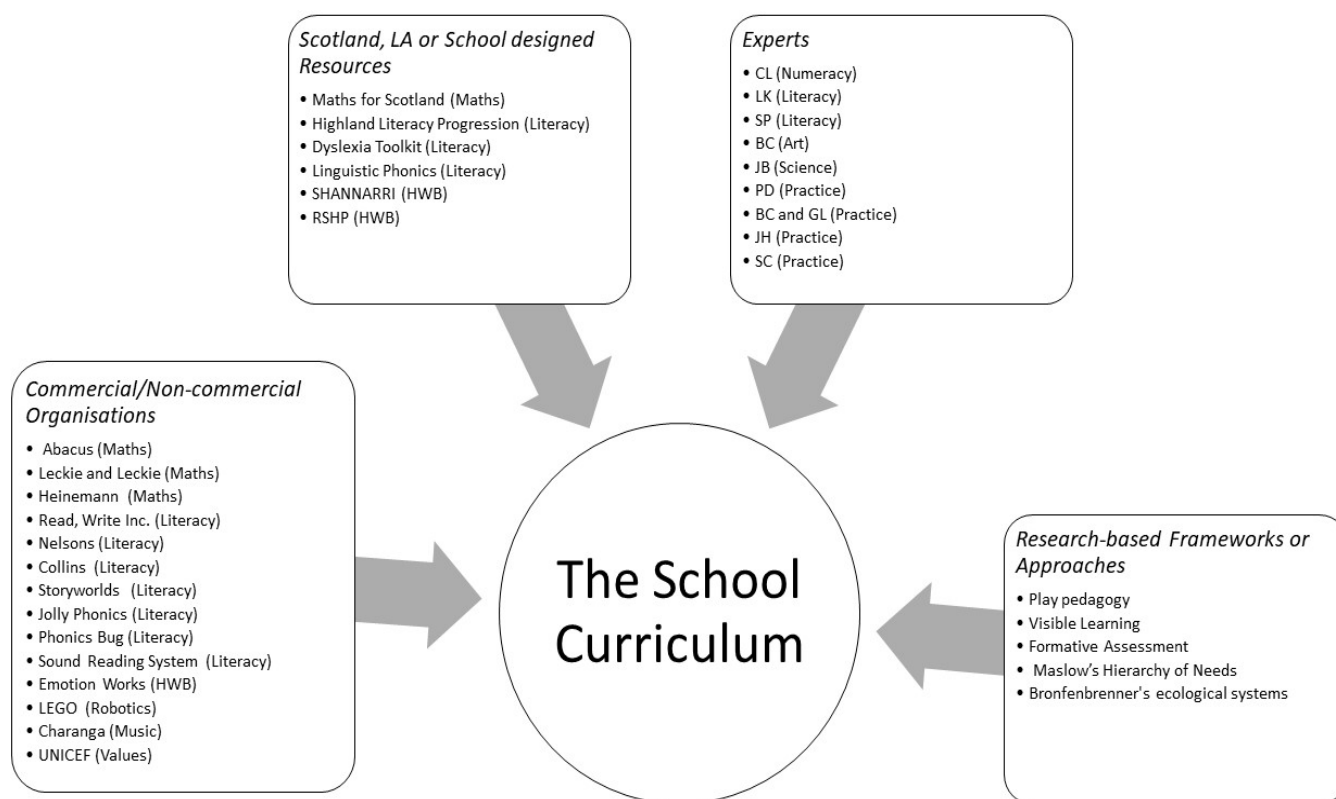 Scotland, LA or School designed
Resources
• Maths for Scotland (Maths)
• Highland Literacy Progression (Literacy)
• Dyslexia Toolkit (Literacy)
• Linguistic Phonics (Literacy)
• SHANNARRI (HWB)
• RSHP (HWB)
Experts
• CL (Numeracy)
• LK (Literacy)
• SP (Literacy)
• BC (Art)
• JB (Science)
• PD (Practice)
• BC and GL (Practice)
• JH (Practice)
• SC (Practice)
Commercial/Non-commercial
Organisations
• Abacus (Maths)
• Leckie and Leckie (Maths)
• Heinemann (Maths)
• Read, Write Inc. (Literacy)
• Nelsons (Literacy)
• Collins (Literacy)
• Storyworlds (Literacy)
• Jolly Phonics (Literacy)
• Phonics Bug (Literacy)
• Sound Reading System (Literacy)
• Emotion Works (HWB)
• LEGO (Robotics)
• Charanga (Music)
• UNICEF (Values)
The School
Curriculum
Research-based Frameworks or
Approaches
• Play pedagogy
• Visible Learning
• Formative Assessment
• Maslow’s Hierarchy of Needs
• Bronfenbrenner's ecological systems